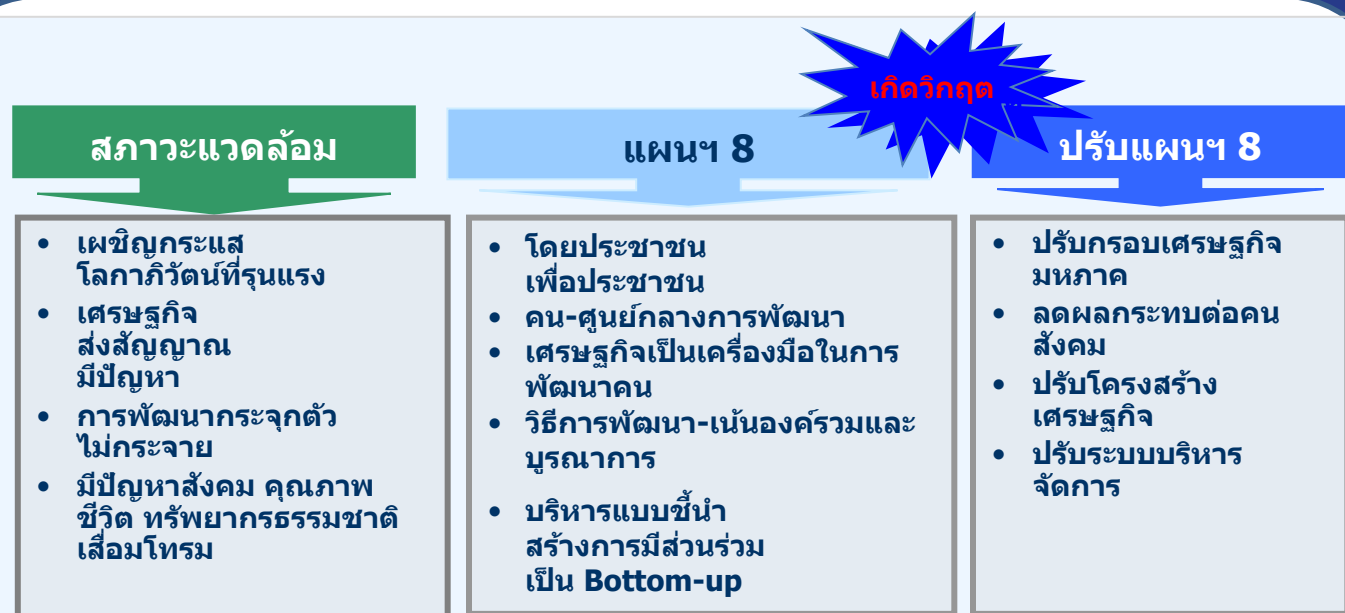 เกิดวิกฤต
สภาวะแวดล้อม
แผนฯ 8
ปรับแผนฯ 8
• เผชิญกระแส
โลกาภิวัตน์ที่รุนแรง
• เศรษฐกิจ
ส่งสัญญาณ
มีปัญหา
• การพัฒนากระจุกตัว
ไม่กระจาย
• มีปัญหาสังคม คุณภาพ
ชีวิต ทรัพยากรธรรมชาติ
เสื่อมโทรม
• โดยประชาชน
เพื่อประชาชน
• คน-ศูนย์กลางการพัฒนา
• เศรษฐกิจเป็นเครื่องมือในการ
พัฒนาคน
• วิธีการพัฒนา-เน้นองค์รวมและ
บูรณาการ
• บริหารแบบชี้นำ
สร้างการมีส่วนร่วม
เป็น Bottom-up
• ปรับกรอบเศรษฐกิจ
มหภาค
• ลดผลกระทบต่อคน
สังคม
• ปรับโครงสร้าง
เศรษฐกิจ
• ปรับระบบบริหาร
จัดการ